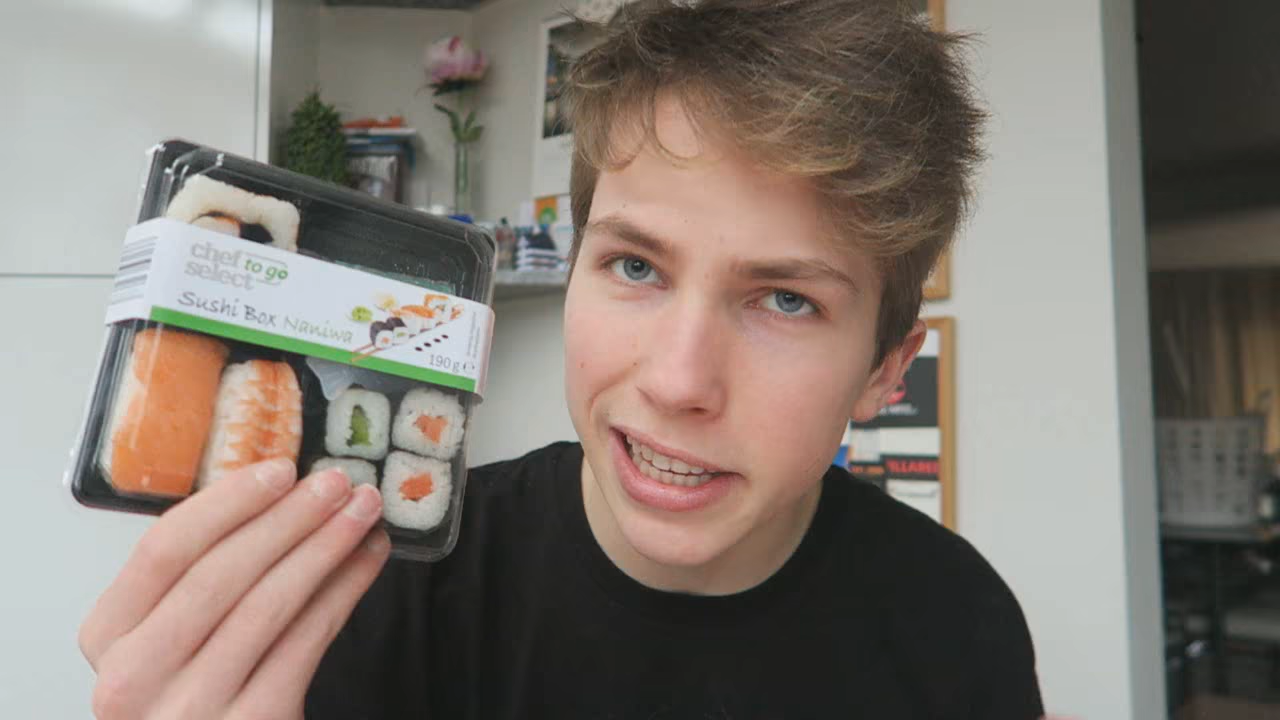 chef to go
select
Sushi Box Naniwa
190 g ℮